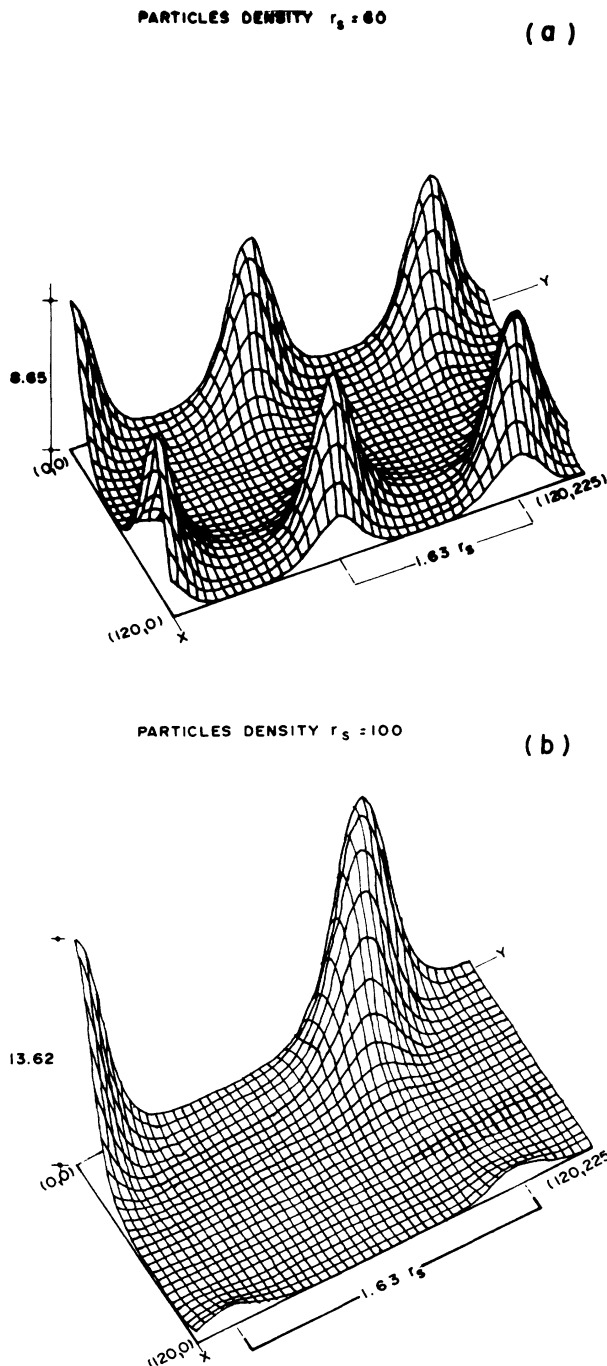 PARTICLES DENSITY r_s = 60
(a)
Y
8.65
(0,0)
(120,225)
1.63 r_s
(120,0)
X
PARTICLES DENSITY r_s = 100
(b)
Y
13.62
(0,0)
(120,225
1.63 r_s
(120,0)
X